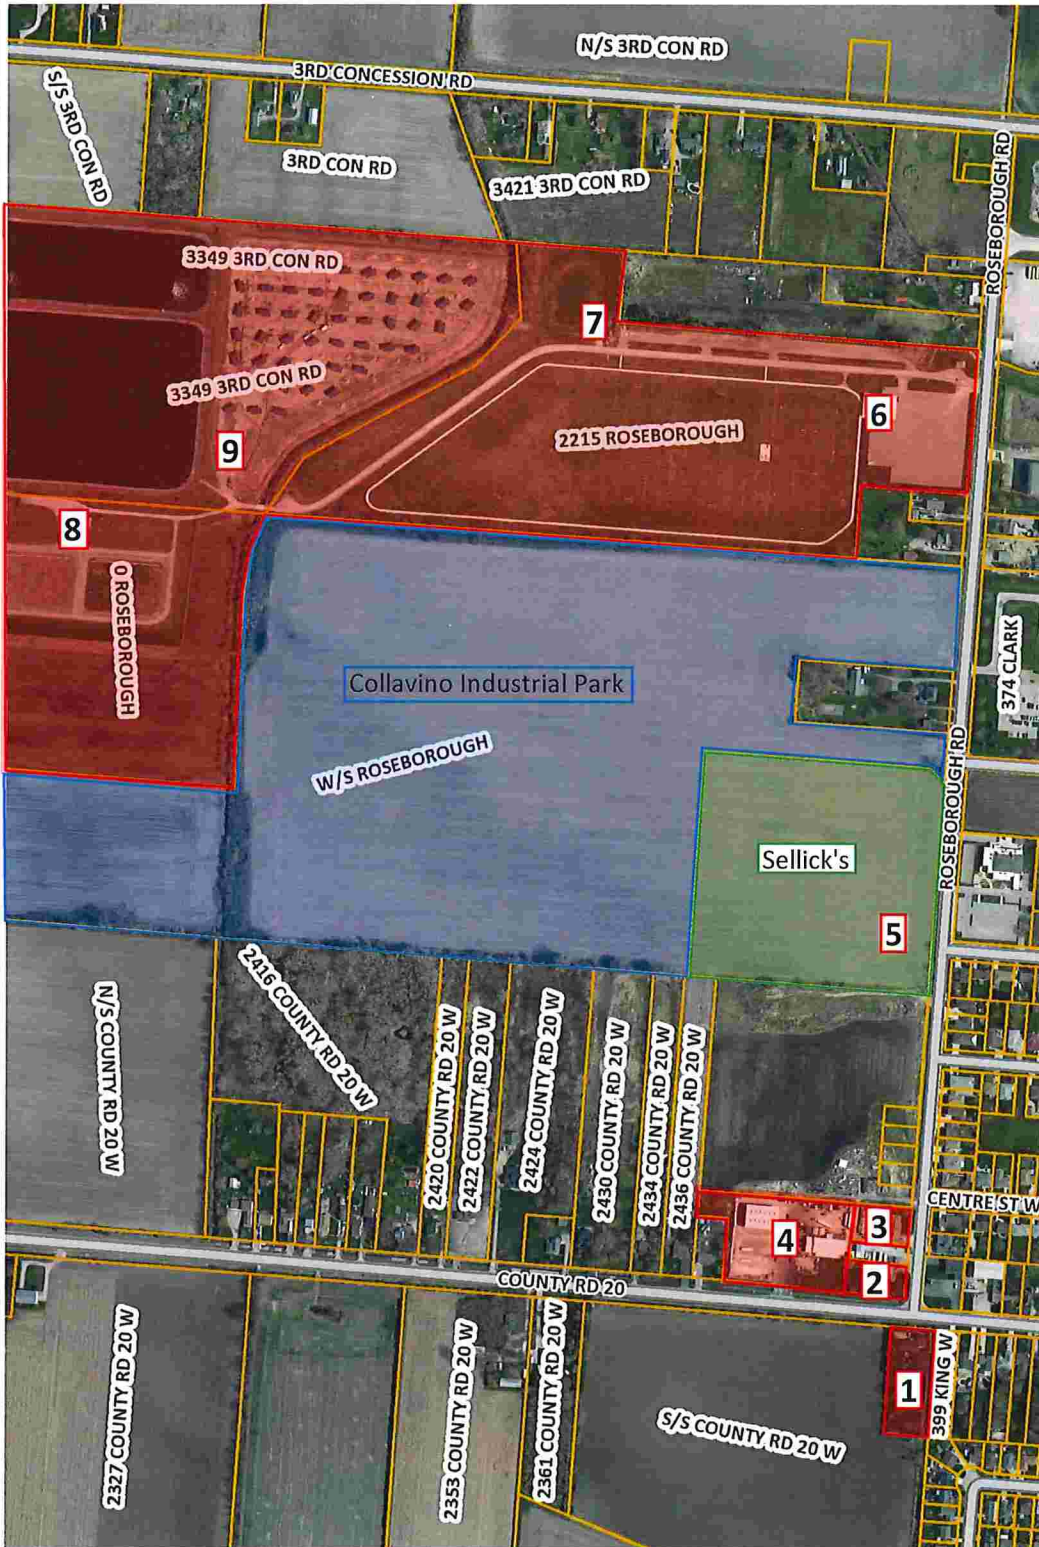 N/S 3RD CON RD
3RD CONCESSION RD
S/S 3RD CON RD
3RD CON RD
3421 3RD CON RD
ROSEBOROUGH RD
3349 3RD CON RD
7
3349 3RD CON RD
6
2215 ROSEBOROUGH
9
8
0 ROSEBOROUGH
374 CLARK
Collavino Industrial Park
W/S ROSEBOROUGH
ROSEBOROUGH RD
Sellick's
5
N/S COUNTY RD 20 W
2416 COUNTY RD 20 W
2420 COUNTY RD 20 W
2422 COUNTY RD 20 W
2424 COUNTY RD 20 W
2430 COUNTY RD 20 W
2434 COUNTY RD 20 W
2436 COUNTY RD 20 W
CENTRE ST W
3
4
2
COUNTY RD 20
2327 COUNTY RD 20 W
2353 COUNTY RD 20 W
2361 COUNTY RD 20 W
S/S COUNTY RD 20 W
1
399 KING W